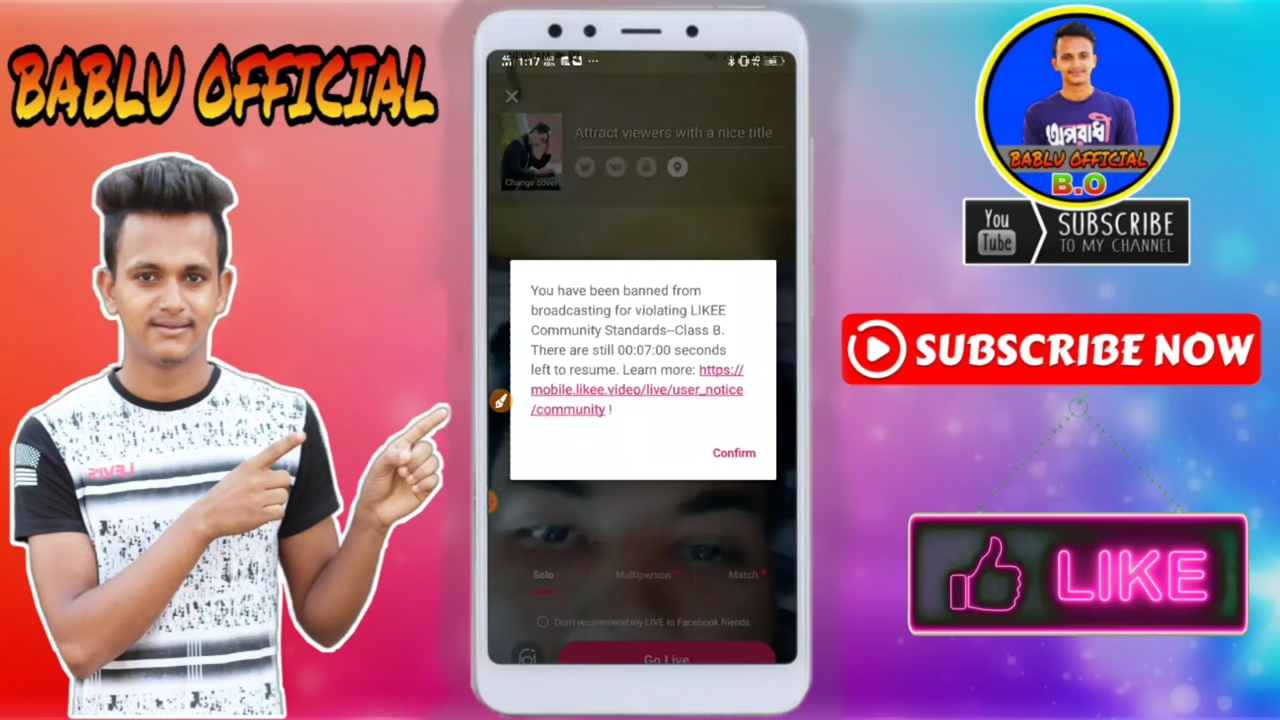 BABLU OFFICIAL
LEVI'S
1:17
Attract viewers with a nice title
Change cover
You have been banned from
broadcasting for violating LIKEE
Community Standards--Class B.
There are still 00:07:00 seconds
left to resume. Learn more: https://
mobile.likee.video/live/user_notice
/community !
Confirm
Solo
Multiperson
Match
Don't recommend my LIVE to Facebook friends
Go Live
অপরাধী
BABLU OFFICIAL
B.O
You
Tube
SUBSCRIBE
TO MY CHANNEL
SUBSCRIBE NOW
LIKE